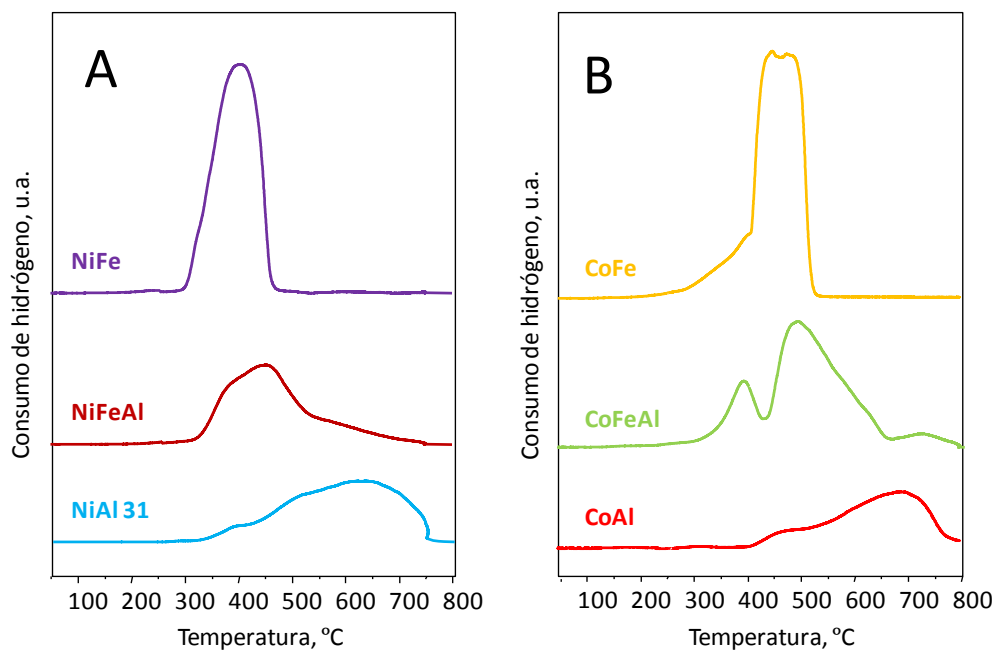 A
Consumo de hidrógeno, u.a.
NiFe
NiFeAl
NiAl 31
100 200 300 400 500 600 700 800
Temperatura, ºC
B
Consumo de hidrógeno, u.a.
CoFe
CoFeAl
CoAl
100 200 300 400 500 600 700 800
Temperatura, ºC